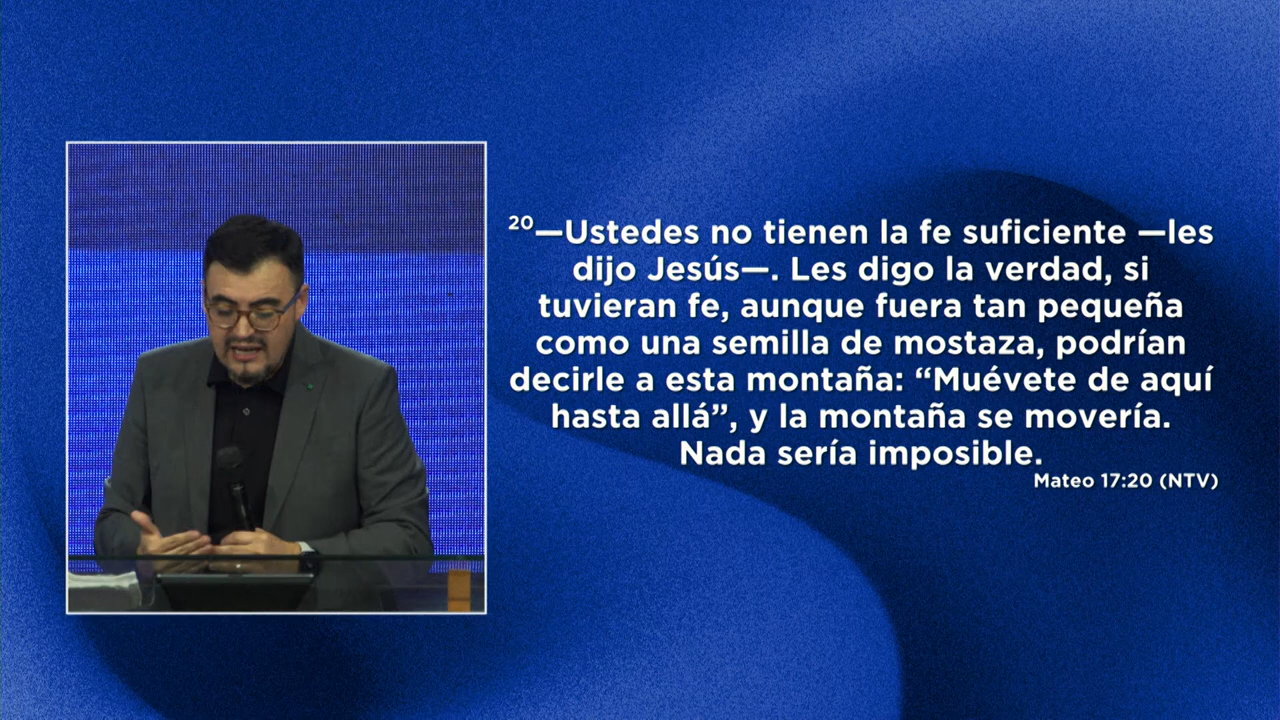 ²⁰—Ustedes no tienen la fe suficiente —les
dijo Jesús—. Les digo la verdad, si
tuvieran fe, aunque fuera tan pequeña
como una semilla de mostaza, podrían
decirle a esta montaña: “Muévete de aquí
hasta allá”, y la montaña se movería.
Nada sería imposible.
Mateo 17:20 (NTV)